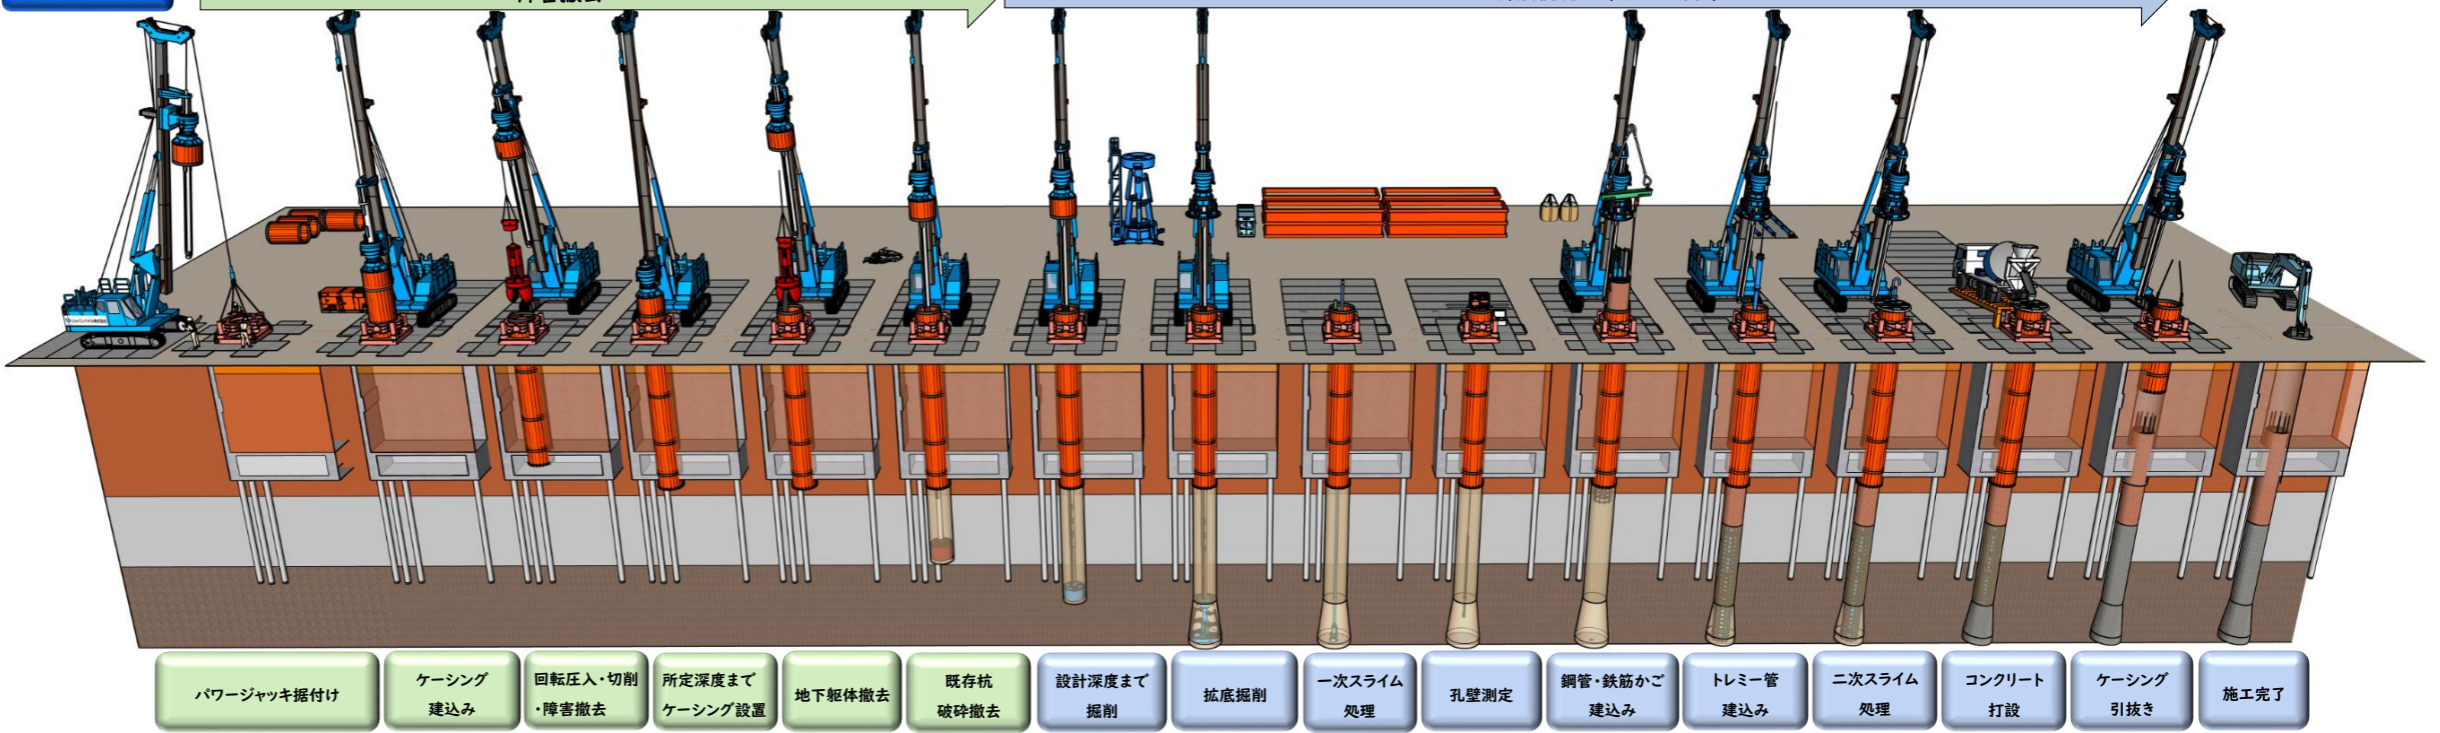 パワージャッキ据付け
ケーシング
建込み
回転圧入・切削
・障害撤去
所定深度まで
ケーシング設置
地下躯体撤去
既存杭
破砕撤去
設計深度まで
掘削
拡底掘削
一次スライム
処理
孔壁測定
鋼管・鉄筋かご
建込み
トレミー管
建込み
二次スライム
処理
コンクリート
打設
ケーシング
引抜き
施工完了